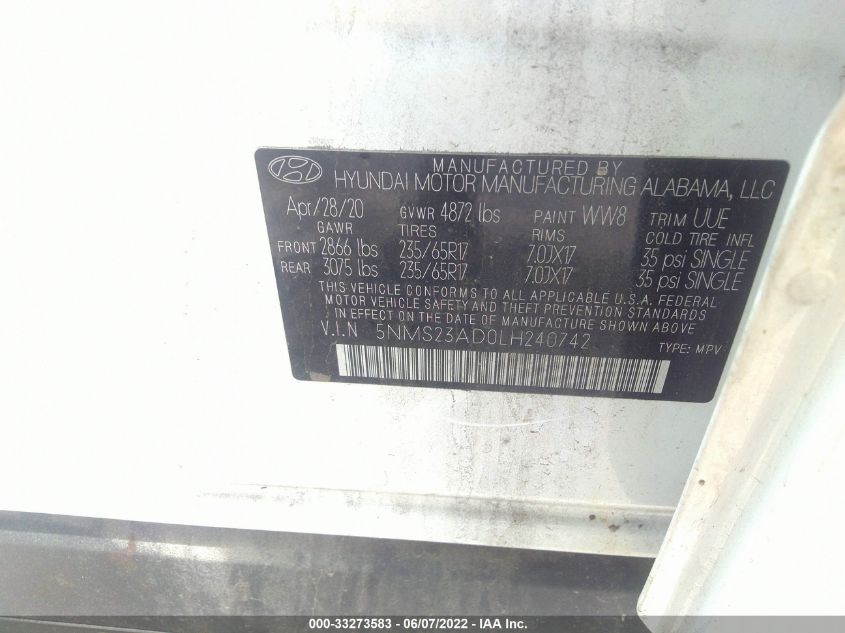 MANUFACTURED BY
HYUNDAI MOTOR MANUFACTURING ALABAMA, LLC
Apr/28/20 GVWR 4872 lbs PAINT WW8 TRIM UUE
GAWR TIRES RIMS COLD TIRE INFL
FRONT 2866 lbs 235/65R17 7.0JX17 35 psi SINGLE
REAR 3075 lbs 235/65R17 7.0JX17 35 psi SINGLE
THIS VEHICLE CONFORMS TO ALL APPLICABLE U.S.A. FEDERAL
MOTOR VEHICLE SAFETY AND THEFT PREVENTION STANDARDS
IN EFFECT ON THE DATE OF MANUFACTURE SHOWN ABOVE.
V.I.N 5NMS23AD0LH240742 TYPE: MPV
33273583 - 06/07/2022 - © IAA Inc.